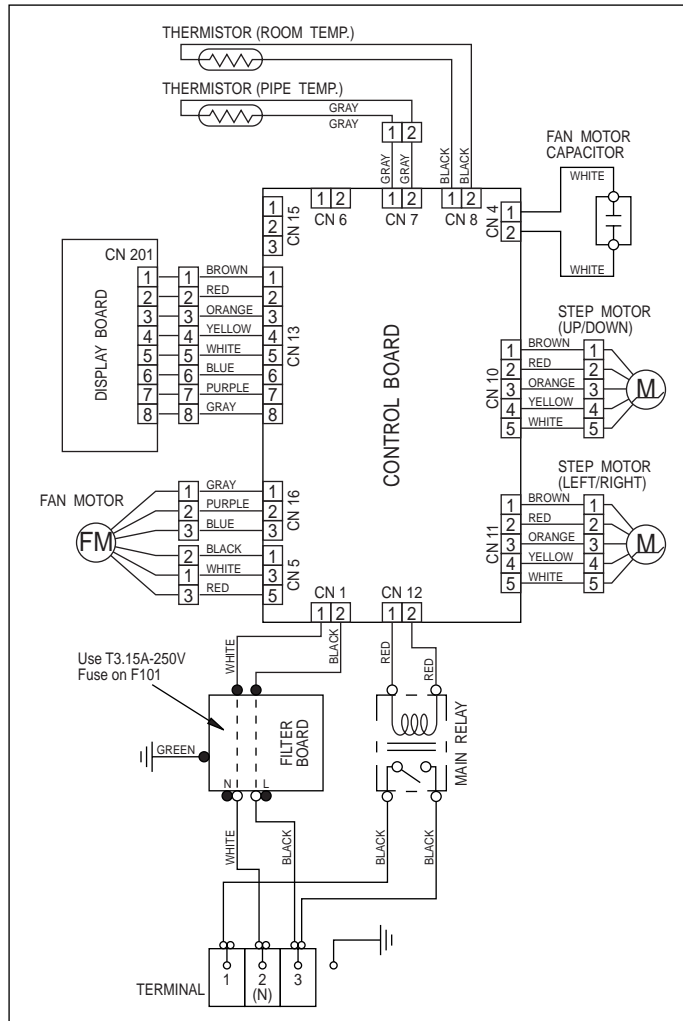 THERMISTOR (ROOM TEMP.)
THERMISTOR (PIPE TEMP.)
GRAY
GRAY
1 2
GRAY
GRAY
BLACK
BLACK
FAN MOTOR
CAPACITOR
WHITE
WHITE
1 2
CN 6
1 2
CN 7
1 2
CN 8
1
2
CN 4
1
2
3
CN 15
CONTROL BOARD
DISPLAY BOARD
CN 201
1 1 BROWN 1
2 2 RED 2
3 3 ORANGE 3
4 4 YELLOW 4
5 5 WHITE 5
6 6 BLUE 6
7 7 PURPLE 7
8 8 GRAY 8
CN 13
STEP MOTOR
(UP/DOWN)
CN 10
1 BROWN 1
2 RED 2
3 ORANGE 3
4 YELLOW 4
5 WHITE 5
M
STEP MOTOR
(LEFT/RIGHT)
CN 11
1 BROWN 1
2 RED 2
3 ORANGE 3
4 YELLOW 4
5 WHITE 5
M
FAN MOTOR
FM
1 GRAY 1
2 PURPLE 2
3 BLUE 3
CN 16
2 BLACK 1
1 WHITE 3
3 RED 5
CN 5
CN 1
1 2
CN 12
1 2
WHITE
BLACK
RED
RED
Use T3.15A-250V
Fuse on F101
FILTER
BOARD
GREEN
N
L
MAIN RELAY
WHITE
BLACK
BLACK
BLACK
TERMINAL
1
2
(N)
3